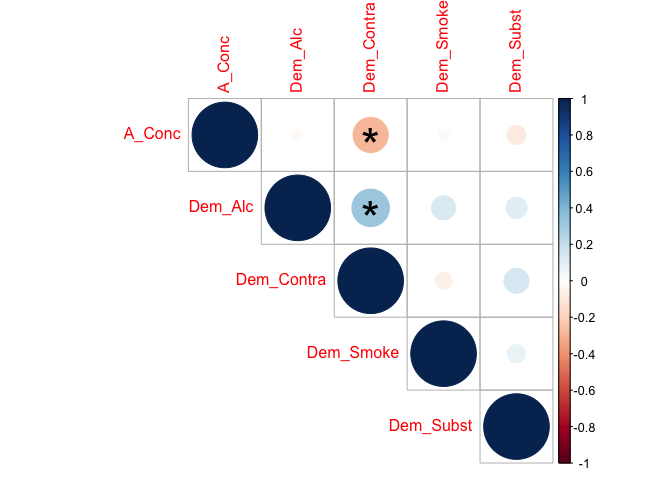 A_Conc
Dem_Alc
Dem_Contra
Dem_Smoke
Dem_Subst
A_Conc
Dem_Alc
Dem_Contra
Dem_Smoke
Dem_Subst
*
*
1
0.8
0.6
0.4
0.2
0
-0.2
-0.4
-0.6
-0.8
-1